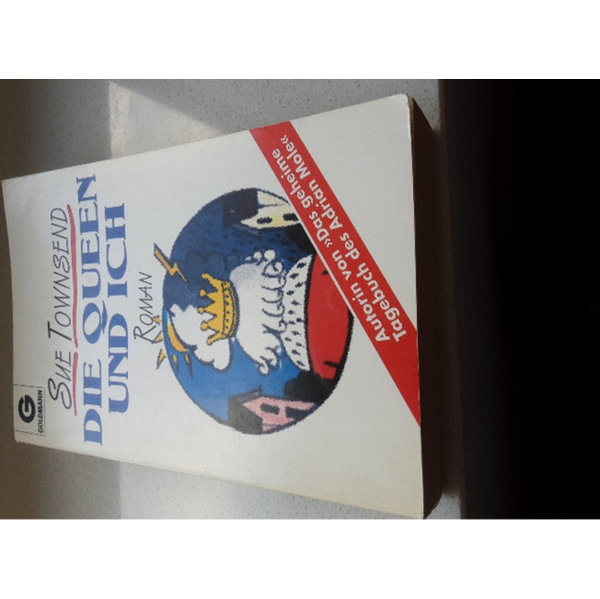 G
GOLDMANN
SUE TOWNSEND
DIE QUEEN
UND ICH
ROMAN
Autorin von »Das geheime
Tagebuch des Adrian Mole«